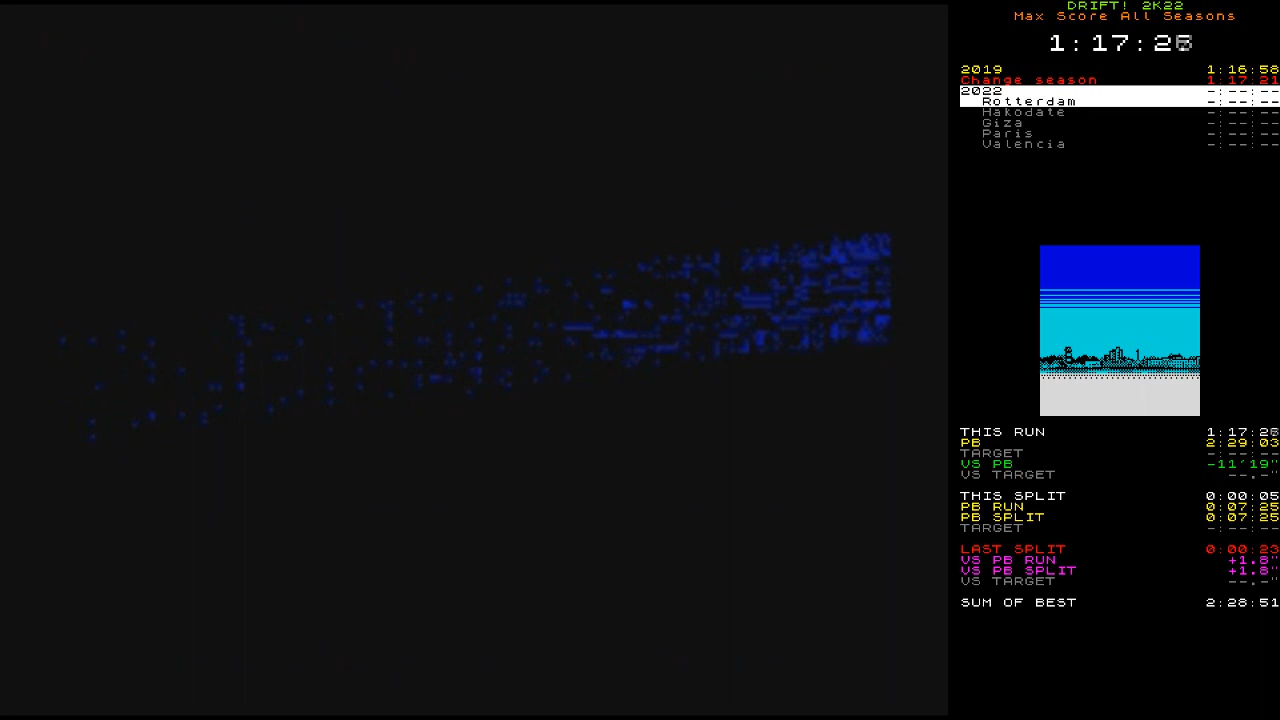 DRIFT! 2K22
Max Score All Seasons
1:17:25
2019 1:16:58
Change season 1:17:21
2022 -:--:--
Rotterdam -:--:--
Hakodate -:--:--
Giza -:--:--
Paris -:--:--
Valencia -:--:--
THIS RUN 1:17:26
PB 2:29:03
TARGET -:--:--
VS PB -11'19"
VS TARGET --.-"
THIS SPLIT 0:00:05
PB RUN 0:07:25
PB SPLIT 0:07:25
TARGET -:--:--
LAST SPLIT 0:00:23
VS PB RUN +1.8"
VS PB SPLIT +1.8"
VS TARGET --.-"
SUM OF BEST 2:28:51